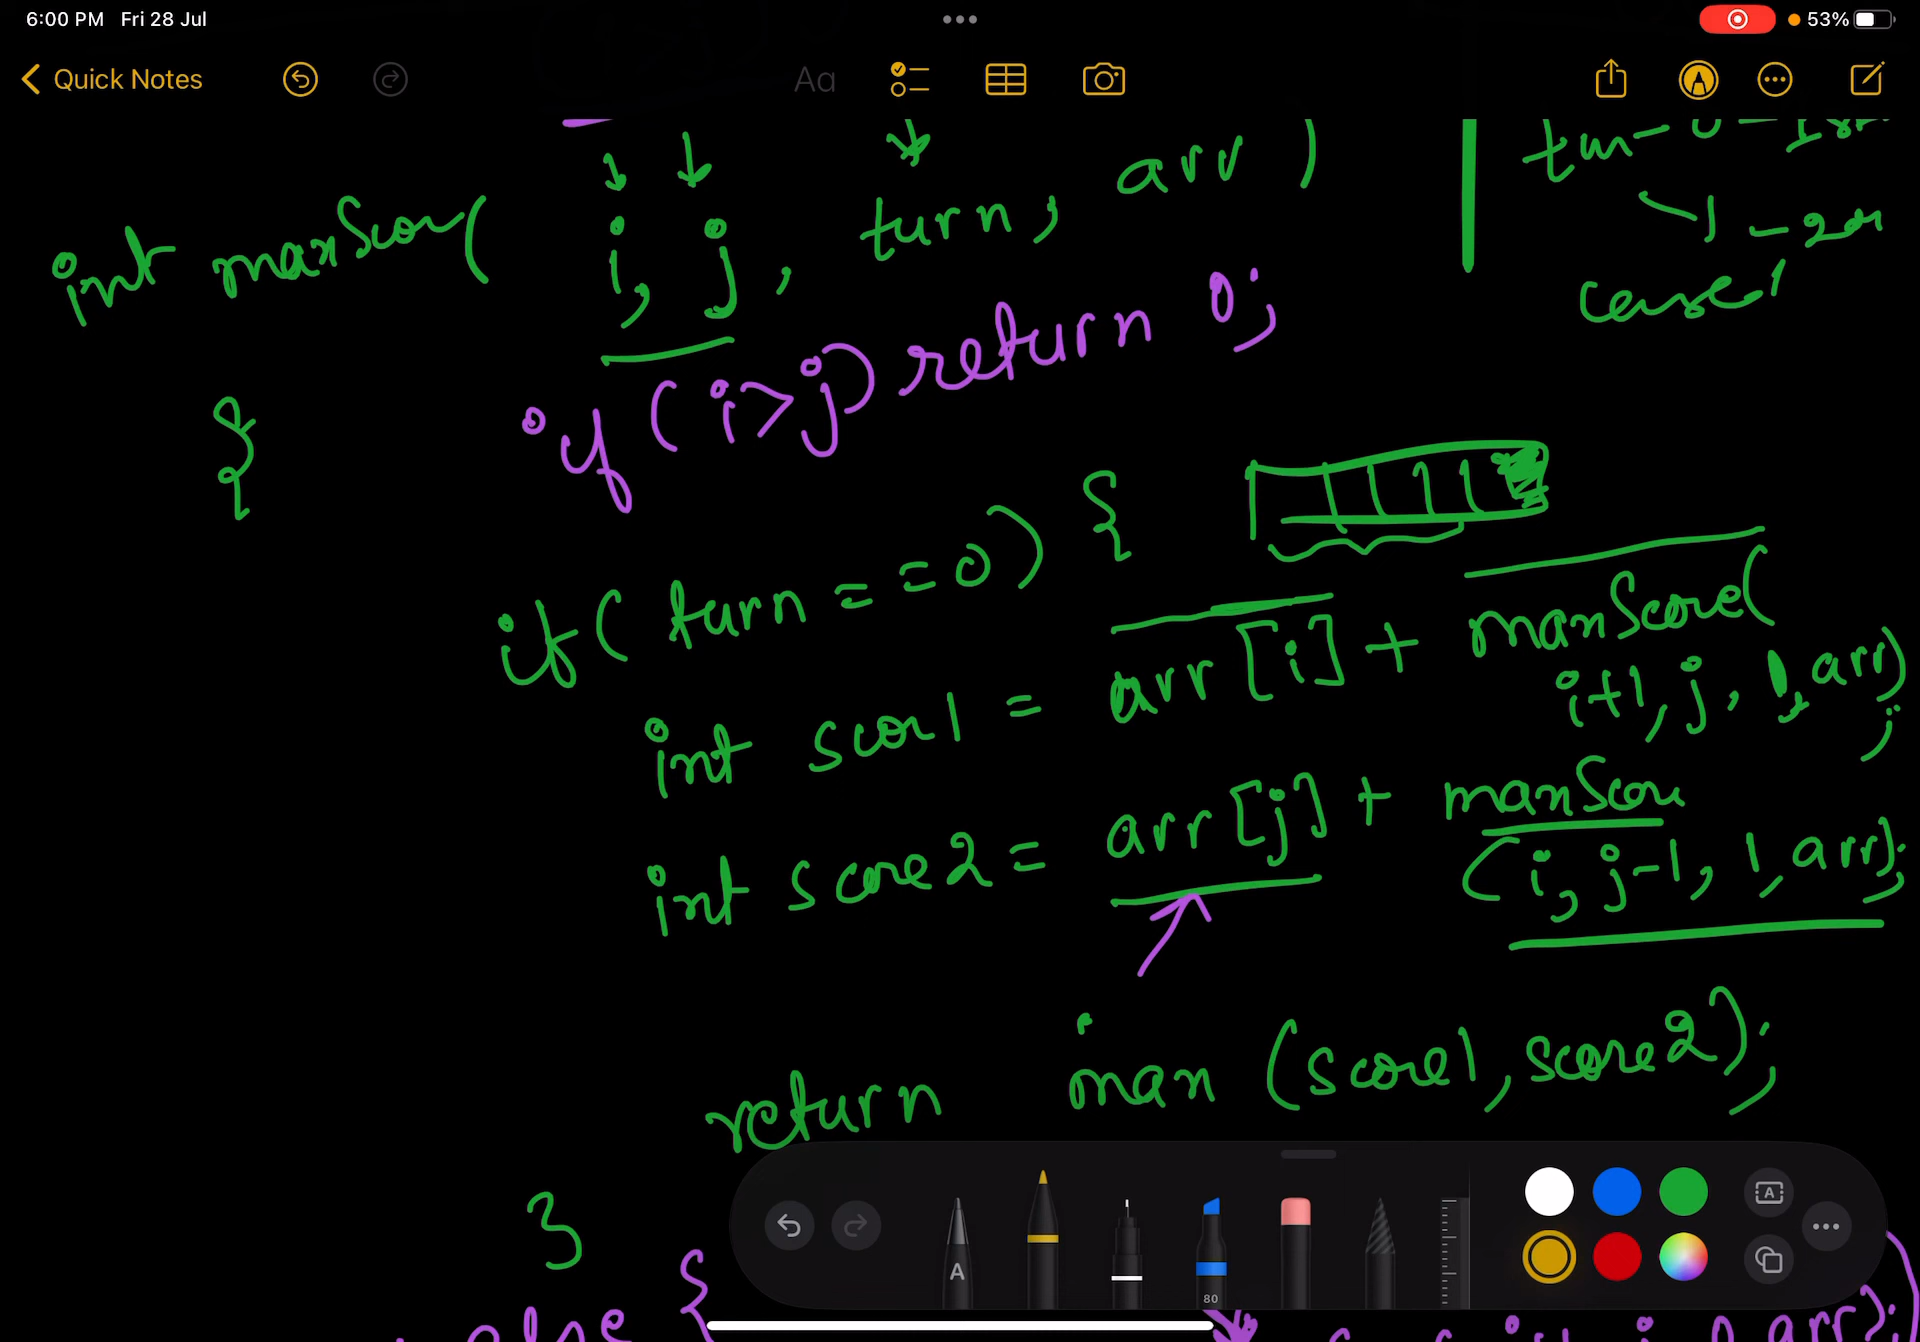 6:00 PM Fri 28 Jul
53%
Quick Notes
Aa
int maxScore( i, j, turn, arr )
case 1
{ if (i>j) return 0;
if( turn == 0) {
int scor1 = arr[i] + maxScore(
i+1, j, 1, arr);
int score2 = arr[j] + maxScore
(i, j-1, 1, arr);
return max (score1, score2);
}
else {
A
80
A